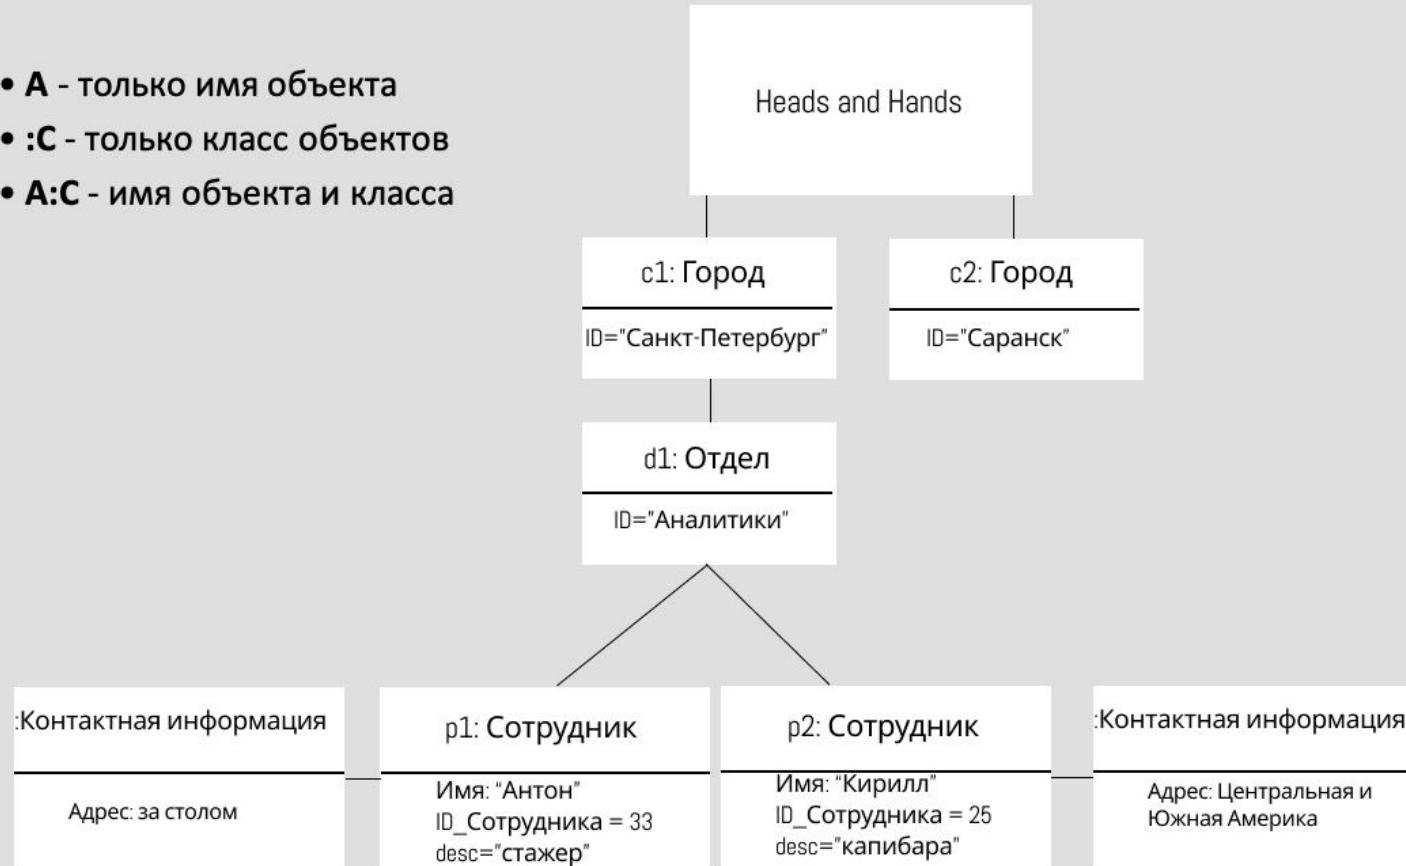 • A - только имя объекта
• :C - только класс объектов
• A:C - имя объекта и класса
Heads and Hands
c1: Город
ID="Санкт-Петербург"
c2: Город
ID="Саранск"
d1: Отдел
ID="Аналитики"
:Контактная информация
Адрес: за столом
p1: Сотрудник
Имя: "Антон"
ID_Сотрудника = 33
desc="стажер"
p2: Сотрудник
Имя: "Кирилл"
ID_Сотрудника = 25
desc="капибара"
:Контактная информация
Адрес: Центральная и
Южная Америка